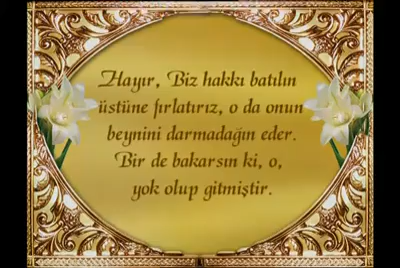 Hayır, Biz hakkı batılın
üstüne fırlatırız, o da onun
beynini darmadağın eder.
Bir de bakarsın ki, o,
yok olup gitmiştir.